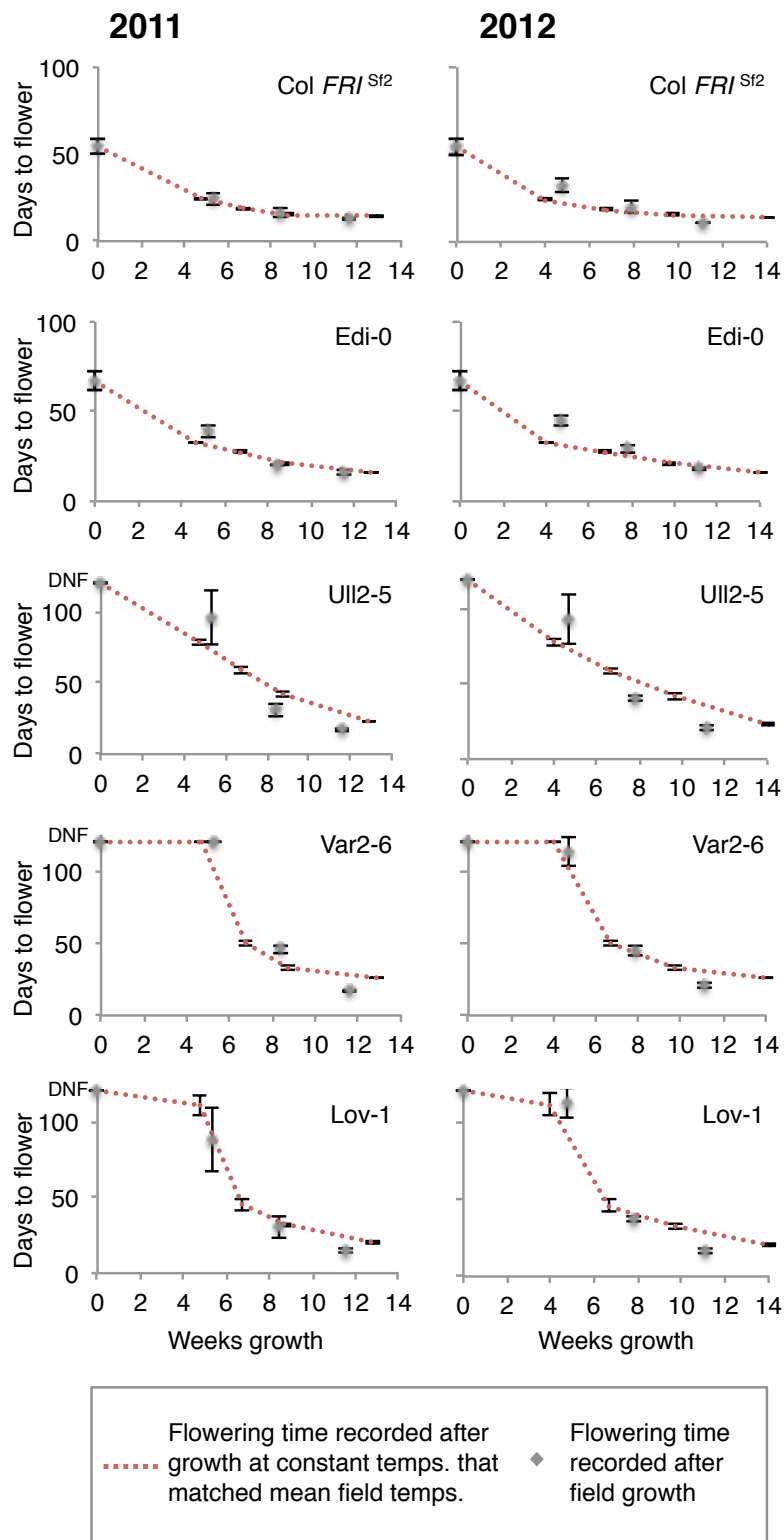 2011 2012
Col FRI Sf2 Col FRI Sf2
Days to flower
100
50
0
0 2 4 6 8 10 12 14 0 2 4 6 8 10 12 14
Edi-0 Edi-0
Days to flower
100
50
0
0 2 4 6 8 10 12 14 0 2 4 6 8 10 12 14
Ull2-5 Ull2-5
Days to flower
DNF
100
50
0
0 2 4 6 8 10 12 14 0 2 4 6 8 10 12 14
Var2-6 Var2-6
Days to flower
DNF
100
50
0
0 2 4 6 8 10 12 14 0 2 4 6 8 10 12 14
Lov-1 Lov-1
Days to flower
DNF
100
50
0
0 2 4 6 8 10 12 14 0 2 4 6 8 10 12 14
Weeks growth Weeks growth
Flowering time recorded after
growth at constant temps. that
matched mean field temps.
Flowering time
recorded after
field growth